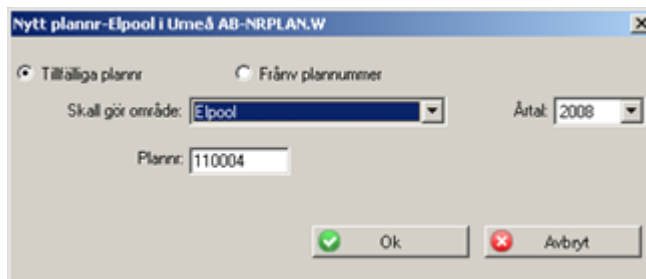 Nytt plannr-Elpool i Umeå AB-NRPLAN.W
Tillfälliga plannr Frånv plannummer
Skall gör område: Elpool Årtal: 2008
Plannr: 110004
Ok Avbryt